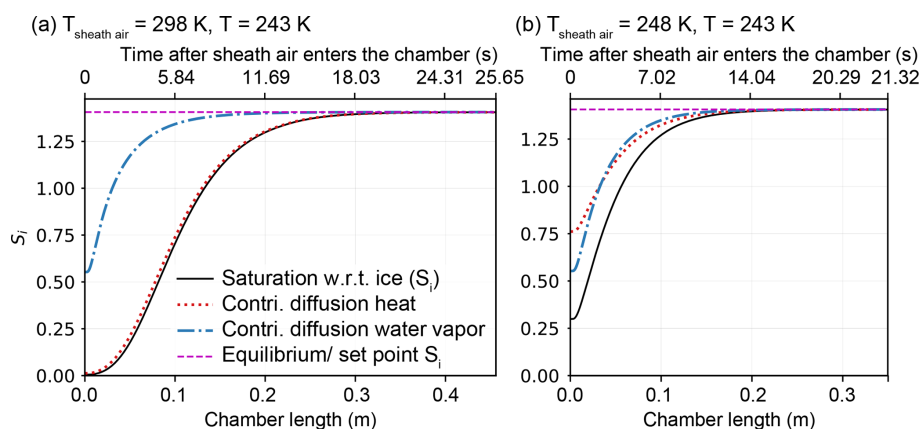 (a) T_sheath air = 298 K, T = 243 K
Time after sheath air enters the chamber (s)
0 5.84 11.69 18.03 24.31 25.65
1.25
1.00
0.75
0.50
0.25
0.00
S_i
Saturation w.r.t. ice (S_i)
Contri. diffusion heat
Contri. diffusion water vapor
Equilibrium/ set point S_i
0.0 0.1 0.2 0.3 0.4
Chamber length (m)
(b) T_sheath air = 248 K, T = 243 K
Time after sheath air enters the chamber (s)
0 7.02 14.04 20.29 21.32
1.25
1.00
0.75
0.50
0.25
0.00
0.0 0.1 0.2 0.3
Chamber length (m)